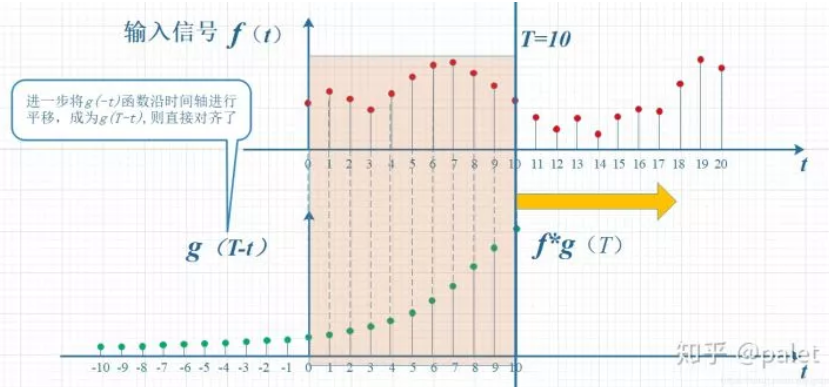 输入信号 f（t）
T=10
进一步将g(-t)函数沿时间轴进行
平移，成为g(T-t),则直接对齐了
0 1 2 3 4 5 6 7 8 9 10 11 12 13 14 15 16 17 18 19 20
t
g（T-t）
f*g（T）
知乎 @palet
-10 -9 -8 -7 -6 -5 -4 -3 -2 -1 0 1 2 3 4 5 6 7 8 9 10
t